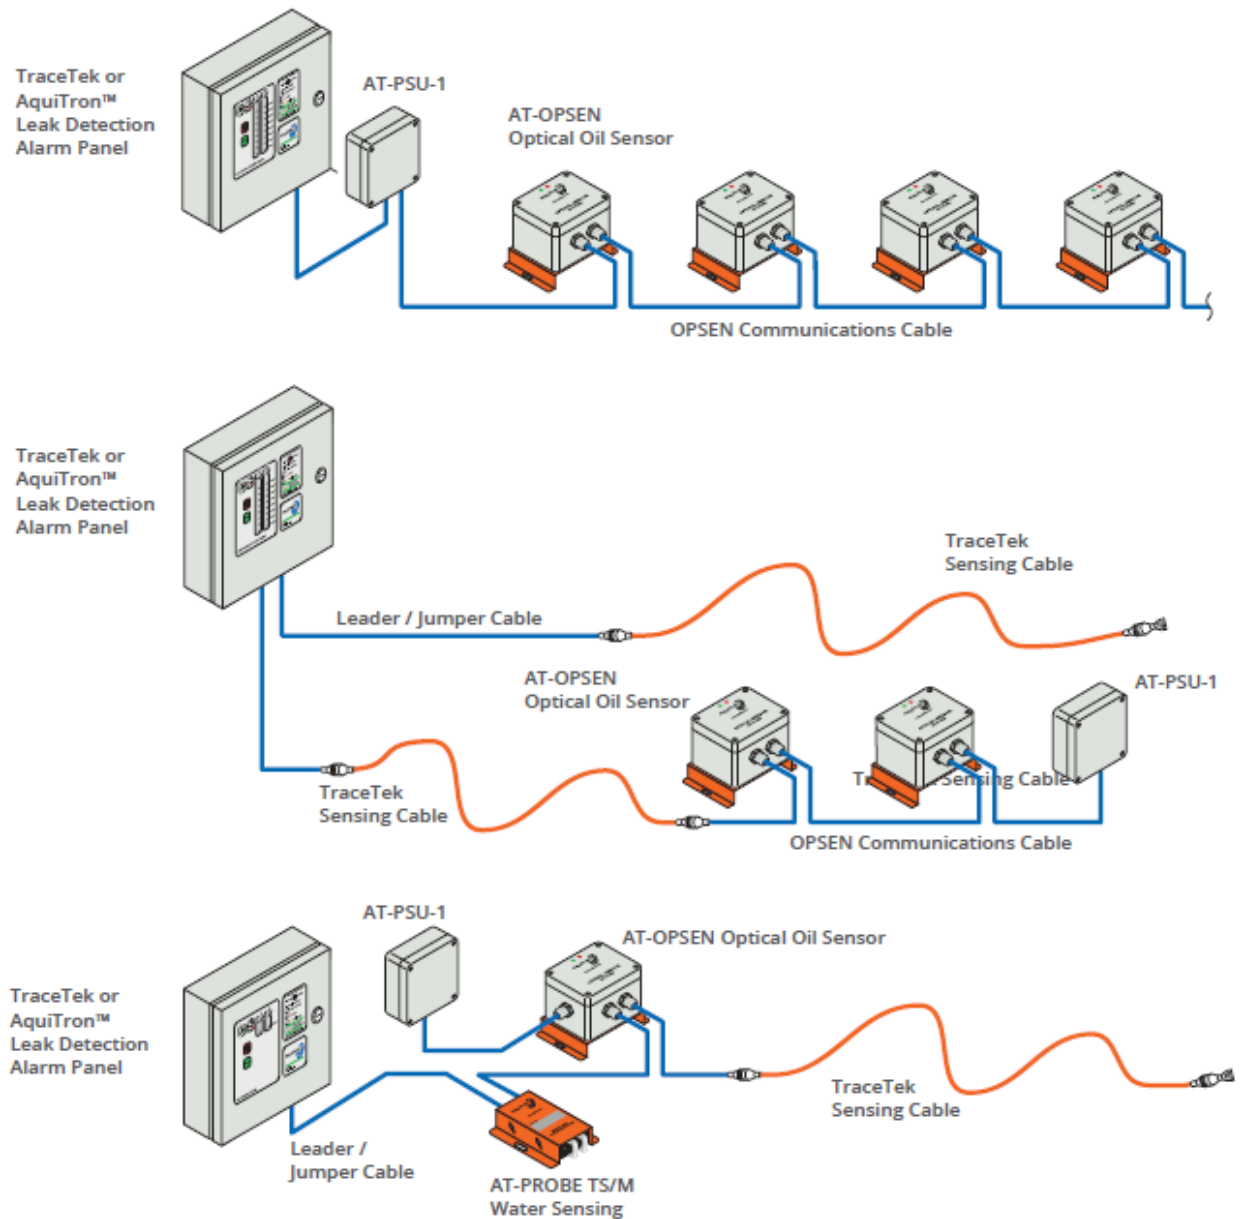 TraceTek or
AquiTron™
Leak Detection
Alarm Panel
AT-PSU-1
AT-OPSEN
Optical Oil Sensor
OPSEN Communications Cable
TraceTek or
AquiTron™
Leak Detection
Alarm Panel
TraceTek
Sensing Cable
Leader / Jumper Cable
AT-OPSEN
Optical Oil Sensor
AT-PSU-1
TraceTek
Sensing Cable
Sensing Cable
OPSEN Communications Cable
AT-PSU-1
AT-OPSEN Optical Oil Sensor
TraceTek or
AquiTron™
Leak Detection
Alarm Panel
TraceTek
Sensing Cable
Leader /
Jumper Cable
AT-PROBE TS/M
Water Sensing